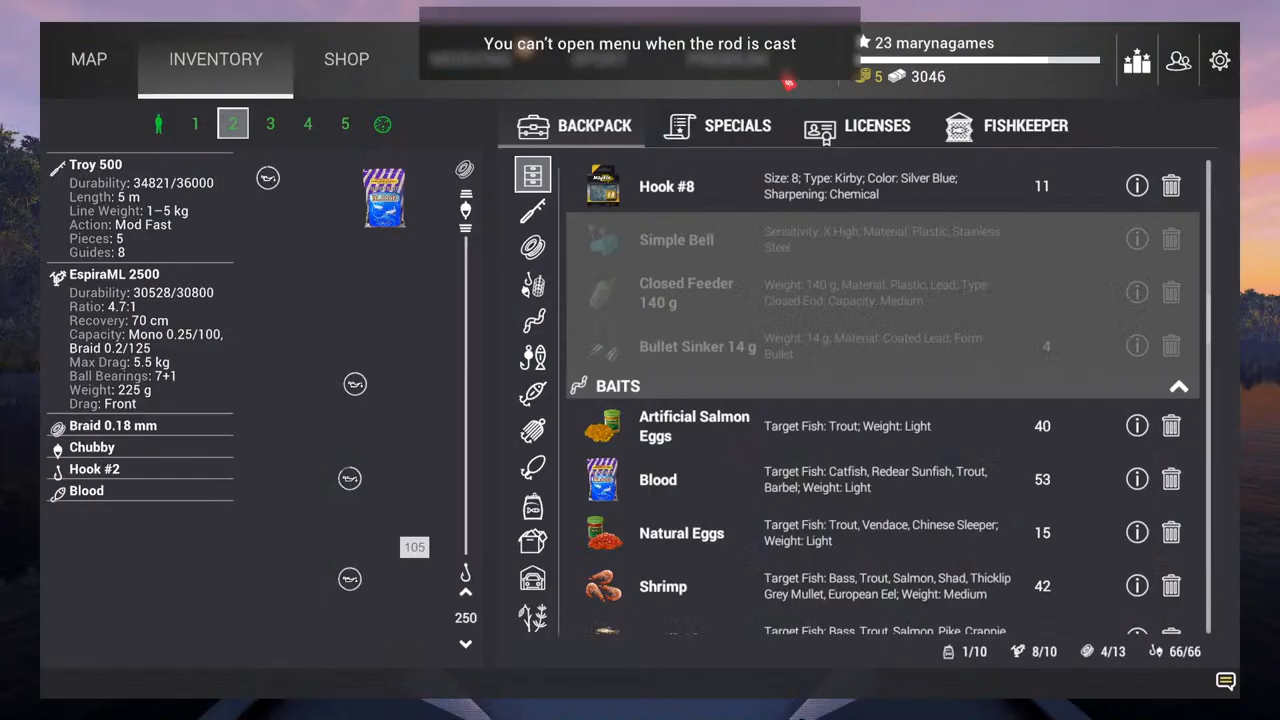 You can't open menu when the rod is cast
MAP
INVENTORY
SHOP
23 marynagames
5
3046
1
2
3
4
5
BACKPACK
SPECIALS
LICENSES
FISHKEEPER
Troy 500
Durability: 34821/36000
Length: 5 m
Line Weight: 1–5 kg
Action: Mod Fast
Pieces: 5
Guides: 8
EspiraML 2500
Durability: 30528/30800
Ratio: 4.7:1
Recovery: 70 cm
Capacity: Mono 0.25/100,
Braid 0.2/125
Max Drag: 5.5 kg
Ball Bearings: 7+1
Weight: 225 g
Drag: Front
Braid 0.18 mm
Chubby
Hook #2
Blood
105
250
Hook #8
Size: 8; Type: Kirby; Color: Silver Blue;
Sharpening: Chemical
11
Simple Bell
Sensitivity: X High; Material: Plastic, Stainless
Steel
Closed Feeder
140 g
Weight: 140 g, Material: Plastic, Lead, Type:
Closed End; Capacity: Medium
Bullet Sinker 14 g
Weight: 14 g, Material: Coated Lead, Form:
Bullet
4
BAITS
Artificial Salmon
Eggs
Target Fish: Trout; Weight: Light
40
Blood
Target Fish: Catfish, Redear Sunfish, Trout,
Barbel; Weight: Light
53
Natural Eggs
Target Fish: Trout, Vendace, Chinese Sleeper;
Weight: Light
15
Shrimp
Target Fish: Bass, Trout, Salmon, Shad, Thicklip
Grey Mullet, European Eel; Weight: Medium
42
Target Fish: Bass, Trout, Salmon, Pike, Crappie
1/10
8/10
4/13
66/66